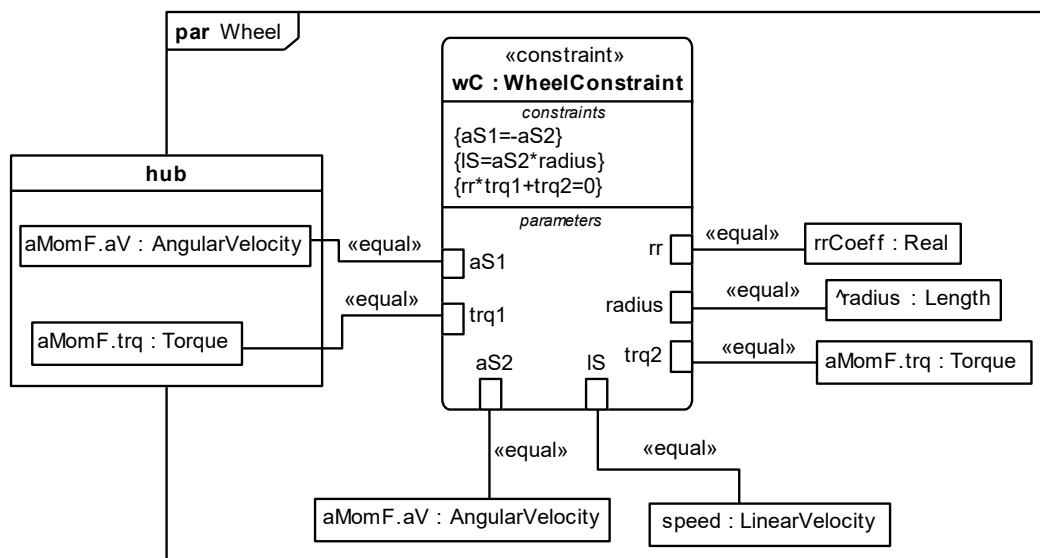 par Wheel
«constraint»
wC : WheelConstraint
constraints
{aS1=-aS2}
{lS=aS2*radius}
{rr*trq1+trq2=0}
parameters
hub
aMomF.aV : AngularVelocity
«equal»
aS1
aMomF.trq : Torque
«equal»
trq1
rr
«equal»
rrCoeff : Real
radius
«equal»
^radius : Length
trq2
«equal»
aMomF.trq : Torque
aS2
lS
«equal»
«equal»
aMomF.aV : AngularVelocity
speed : LinearVelocity